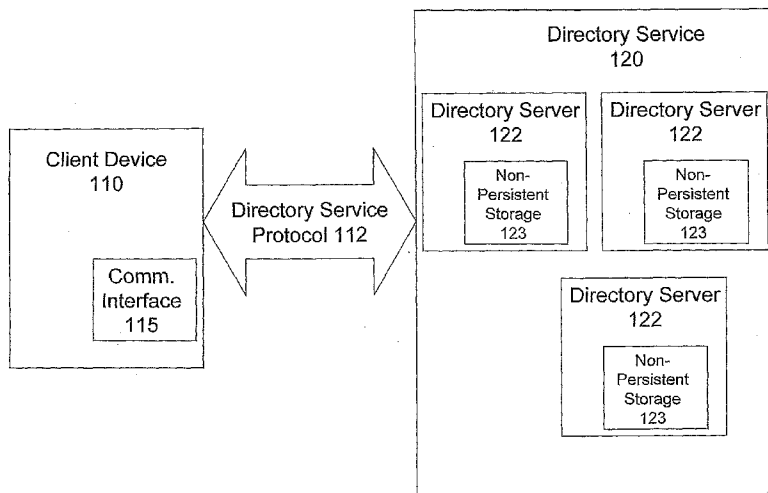 Directory Service
120
Directory Server
122
Non-
Persistent
Storage
123
Directory Server
122
Non-
Persistent
Storage
123
Client Device
110
Comm.
Interface
115
Directory Service
Protocol 112
Directory Server
122
Non-
Persistent
Storage
123